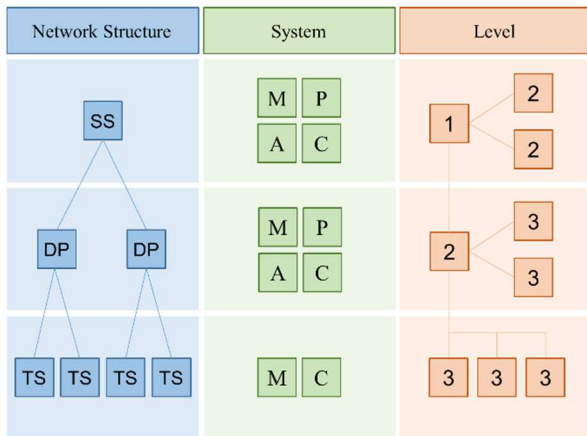 Network Structure System Level
SS M P 1 2
A C 2
DP DP M P 2 3
A C 3
TS TS TS TS M C 3 3 3